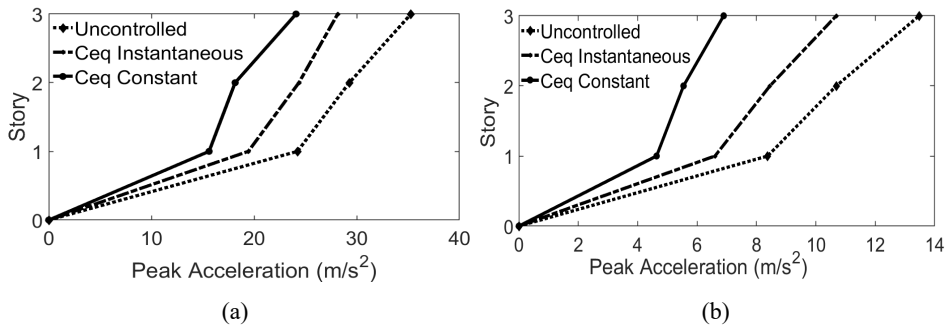 3
Uncontrolled
Ceq Instantaneous
Ceq Constant
2
Story
1
0
0 10 20 30 40
Peak Acceleration (m/s²)
(a)
3
Uncontrolled
Ceq Instantaneous
Ceq Constant
2
Story
1
0
0 2 4 6 8 10 12 14
Peak Acceleration (m/s²)
(b)